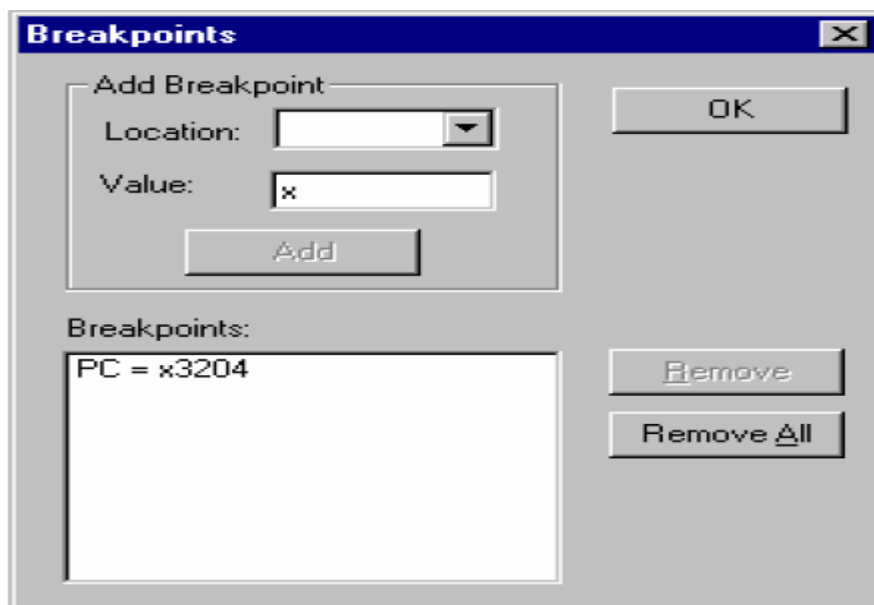 Breakpoints
Add Breakpoint
Location:
OK
Value:
x
Add
Breakpoints:
PC = x3204
Remove
Remove All